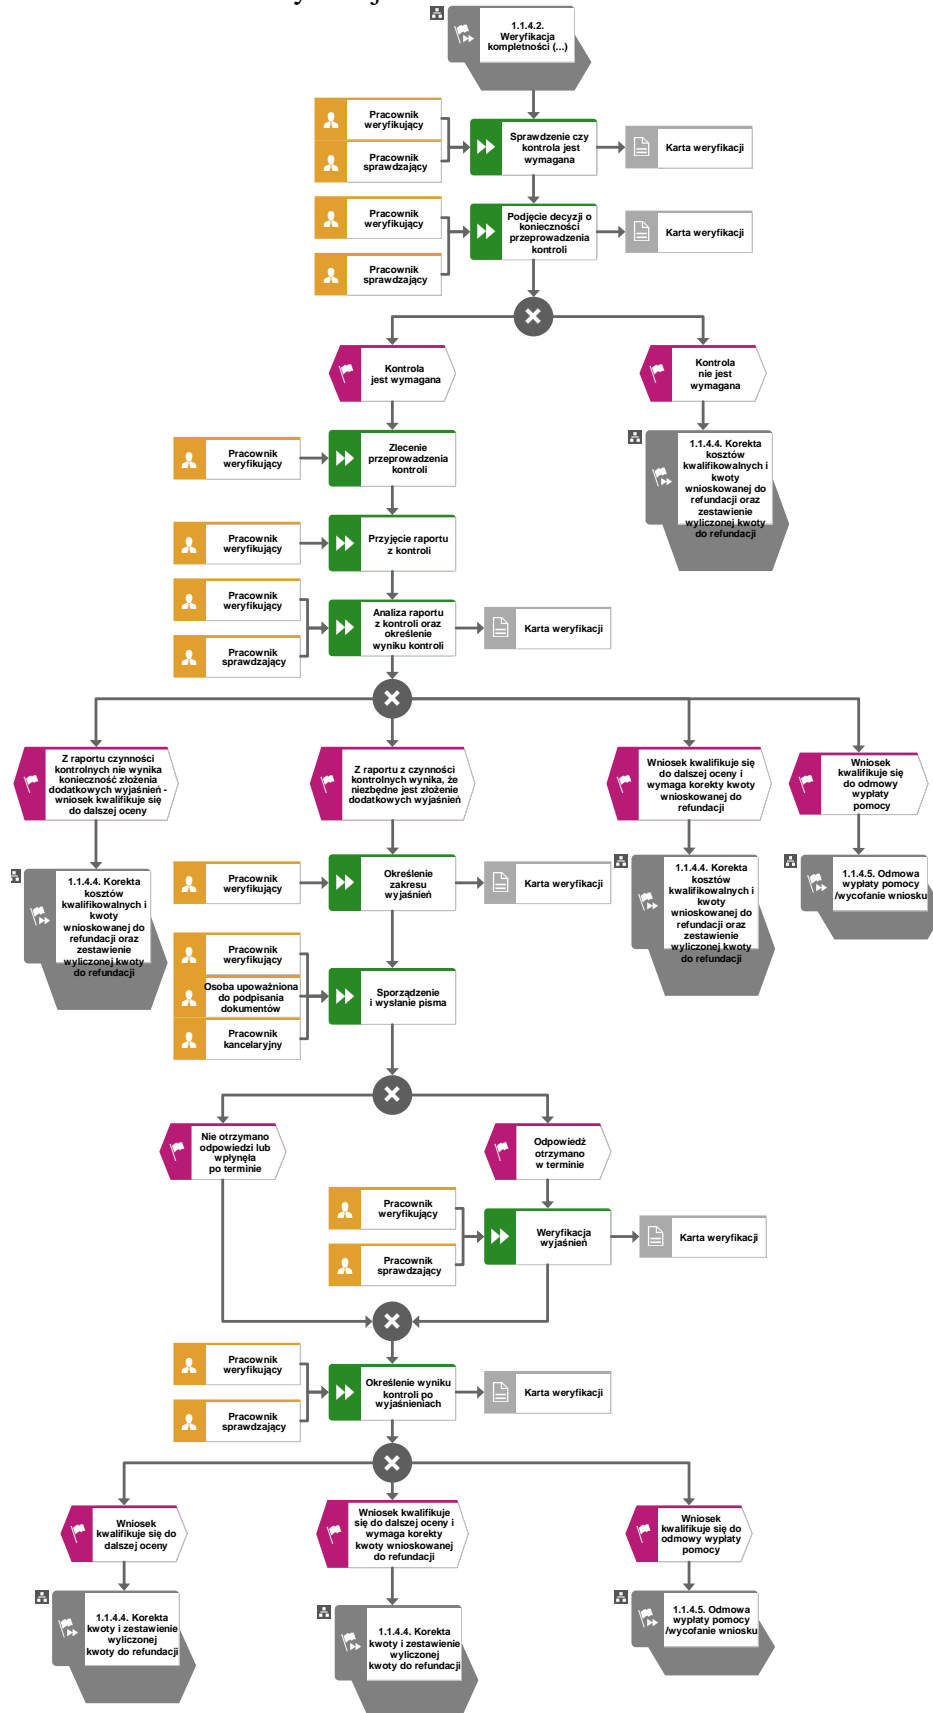 1.1.4.2.
Weryfikacja
kompletności (...)
Pracownik
weryfikujący
Pracownik
sprawdzający
Sprawdzenie czy
kontrola jest
wymagana
Karta weryfikacji
Pracownik
weryfikujący
Pracownik
sprawdzający
Podjęcie decyzji o
konieczności
przeprowadzenia
kontroli
Karta weryfikacji
Kontrola
jest wymagana
Kontrola
nie jest
wymagana
Pracownik
weryfikujący
Zlecenie
przeprowadzenia
kontroli
1.1.4.4. Korekta
kosztów
kwalifikowalnych i
kwoty
wnioskowanej do
refundacji oraz
zestawienie
wyliczonej kwoty
do refundacji
Pracownik
weryfikujący
Przyjęcie raportu
z kontroli
Pracownik
weryfikujący
Pracownik
sprawdzający
Analiza raportu
z kontroli oraz
określenie
wyniku kontroli
Karta weryfikacji
Z raportu czynności
kontrolnych nie wynika
konieczność złożenia
dodatkowych wyjaśnień -
wniosek kwalifikuje się
do dalszej oceny
Z raportu z czynności
kontrolnych wynika, że
niezbędne jest złożenie
dodatkowych wyjaśnień
Wniosek kwalifikuje się
do dalszej oceny i
wymaga korekty kwoty
wnioskowanej do
refundacji
Wniosek
kwalifikuje się
do odmowy
wypłaty
pomocy
1.1.4.4. Korekta
kosztów
kwalifikowalnych i
kwoty
wnioskowanej do
refundacji oraz
zestawienie
wyliczonej kwoty
do refundacji
Pracownik
weryfikujący
Określenie
zakresu
wyjaśnień
Karta weryfikacji
1.1.4.4. Korekta
kosztów
kwalifikowalnych i
kwoty
wnioskowanej do
refundacji oraz
zestawienie
wyliczonej kwoty
do refundacji
1.1.4.5. Odmowa
wypłaty pomocy
/wycofanie wniosku
Pracownik
weryfikujący
Osoba upoważniona
do podpisania
dokumentów
Pracownik
kancelaryjny
Sporządzenie
i wysłanie pisma
Nie otrzymano
odpowiedzi lub
wpłynęła
po terminie
Odpowiedź
otrzymano
w terminie
Pracownik
weryfikujący
Pracownik
sprawdzający
Weryfikacja
wyjaśnień
Karta weryfikacji
Pracownik
weryfikujący
Pracownik
sprawdzający
Określenie wyniku
kontroli po
wyjaśnieniach
Karta weryfikacji
Wniosek
kwalifikuje się do
dalszej oceny
Wniosek kwalifikuje
się do dalszej oceny i
wymaga korekty
kwoty wnioskowanej
do refundacji
Wniosek
kwalifikuje się do
odmowy wypłaty
pomocy
1.1.4.4. Korekta
kwoty i zestawienie
wyliczonej
kwoty do refundacji
1.1.4.4. Korekta
kwoty i zestawienie
wyliczonej
kwoty do refundacji
1.1.4.5. Odmowa
wypłaty pomocy
/wycofanie wniosku